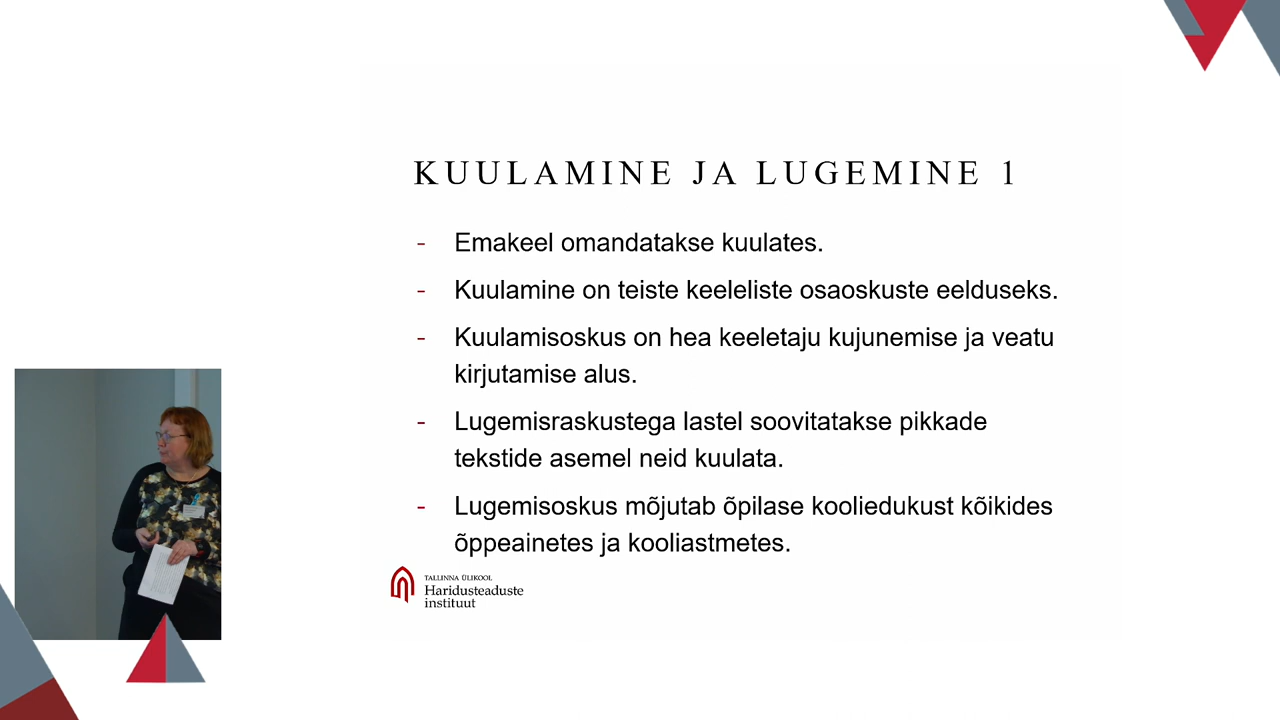 KUULAMINE JA LUGEMINE 1
- Emakeel omandatakse kuulates.
- Kuulamine on teiste keeleliste osaoskuste eelduseks.
- Kuulamisoskus on hea keeletaju kujunemise ja veatu
kirjutamise alus.
- Lugemisraskustega lastel soovitatakse pikkade
tekstide asemel neid kuulata.
- Lugemisoskus mõjutab õpilase kooliedukust kõikides
õppeainetes ja kooliastmetes.
TALLINNA ÜLIKOOL
Haridusteaduste
instituut